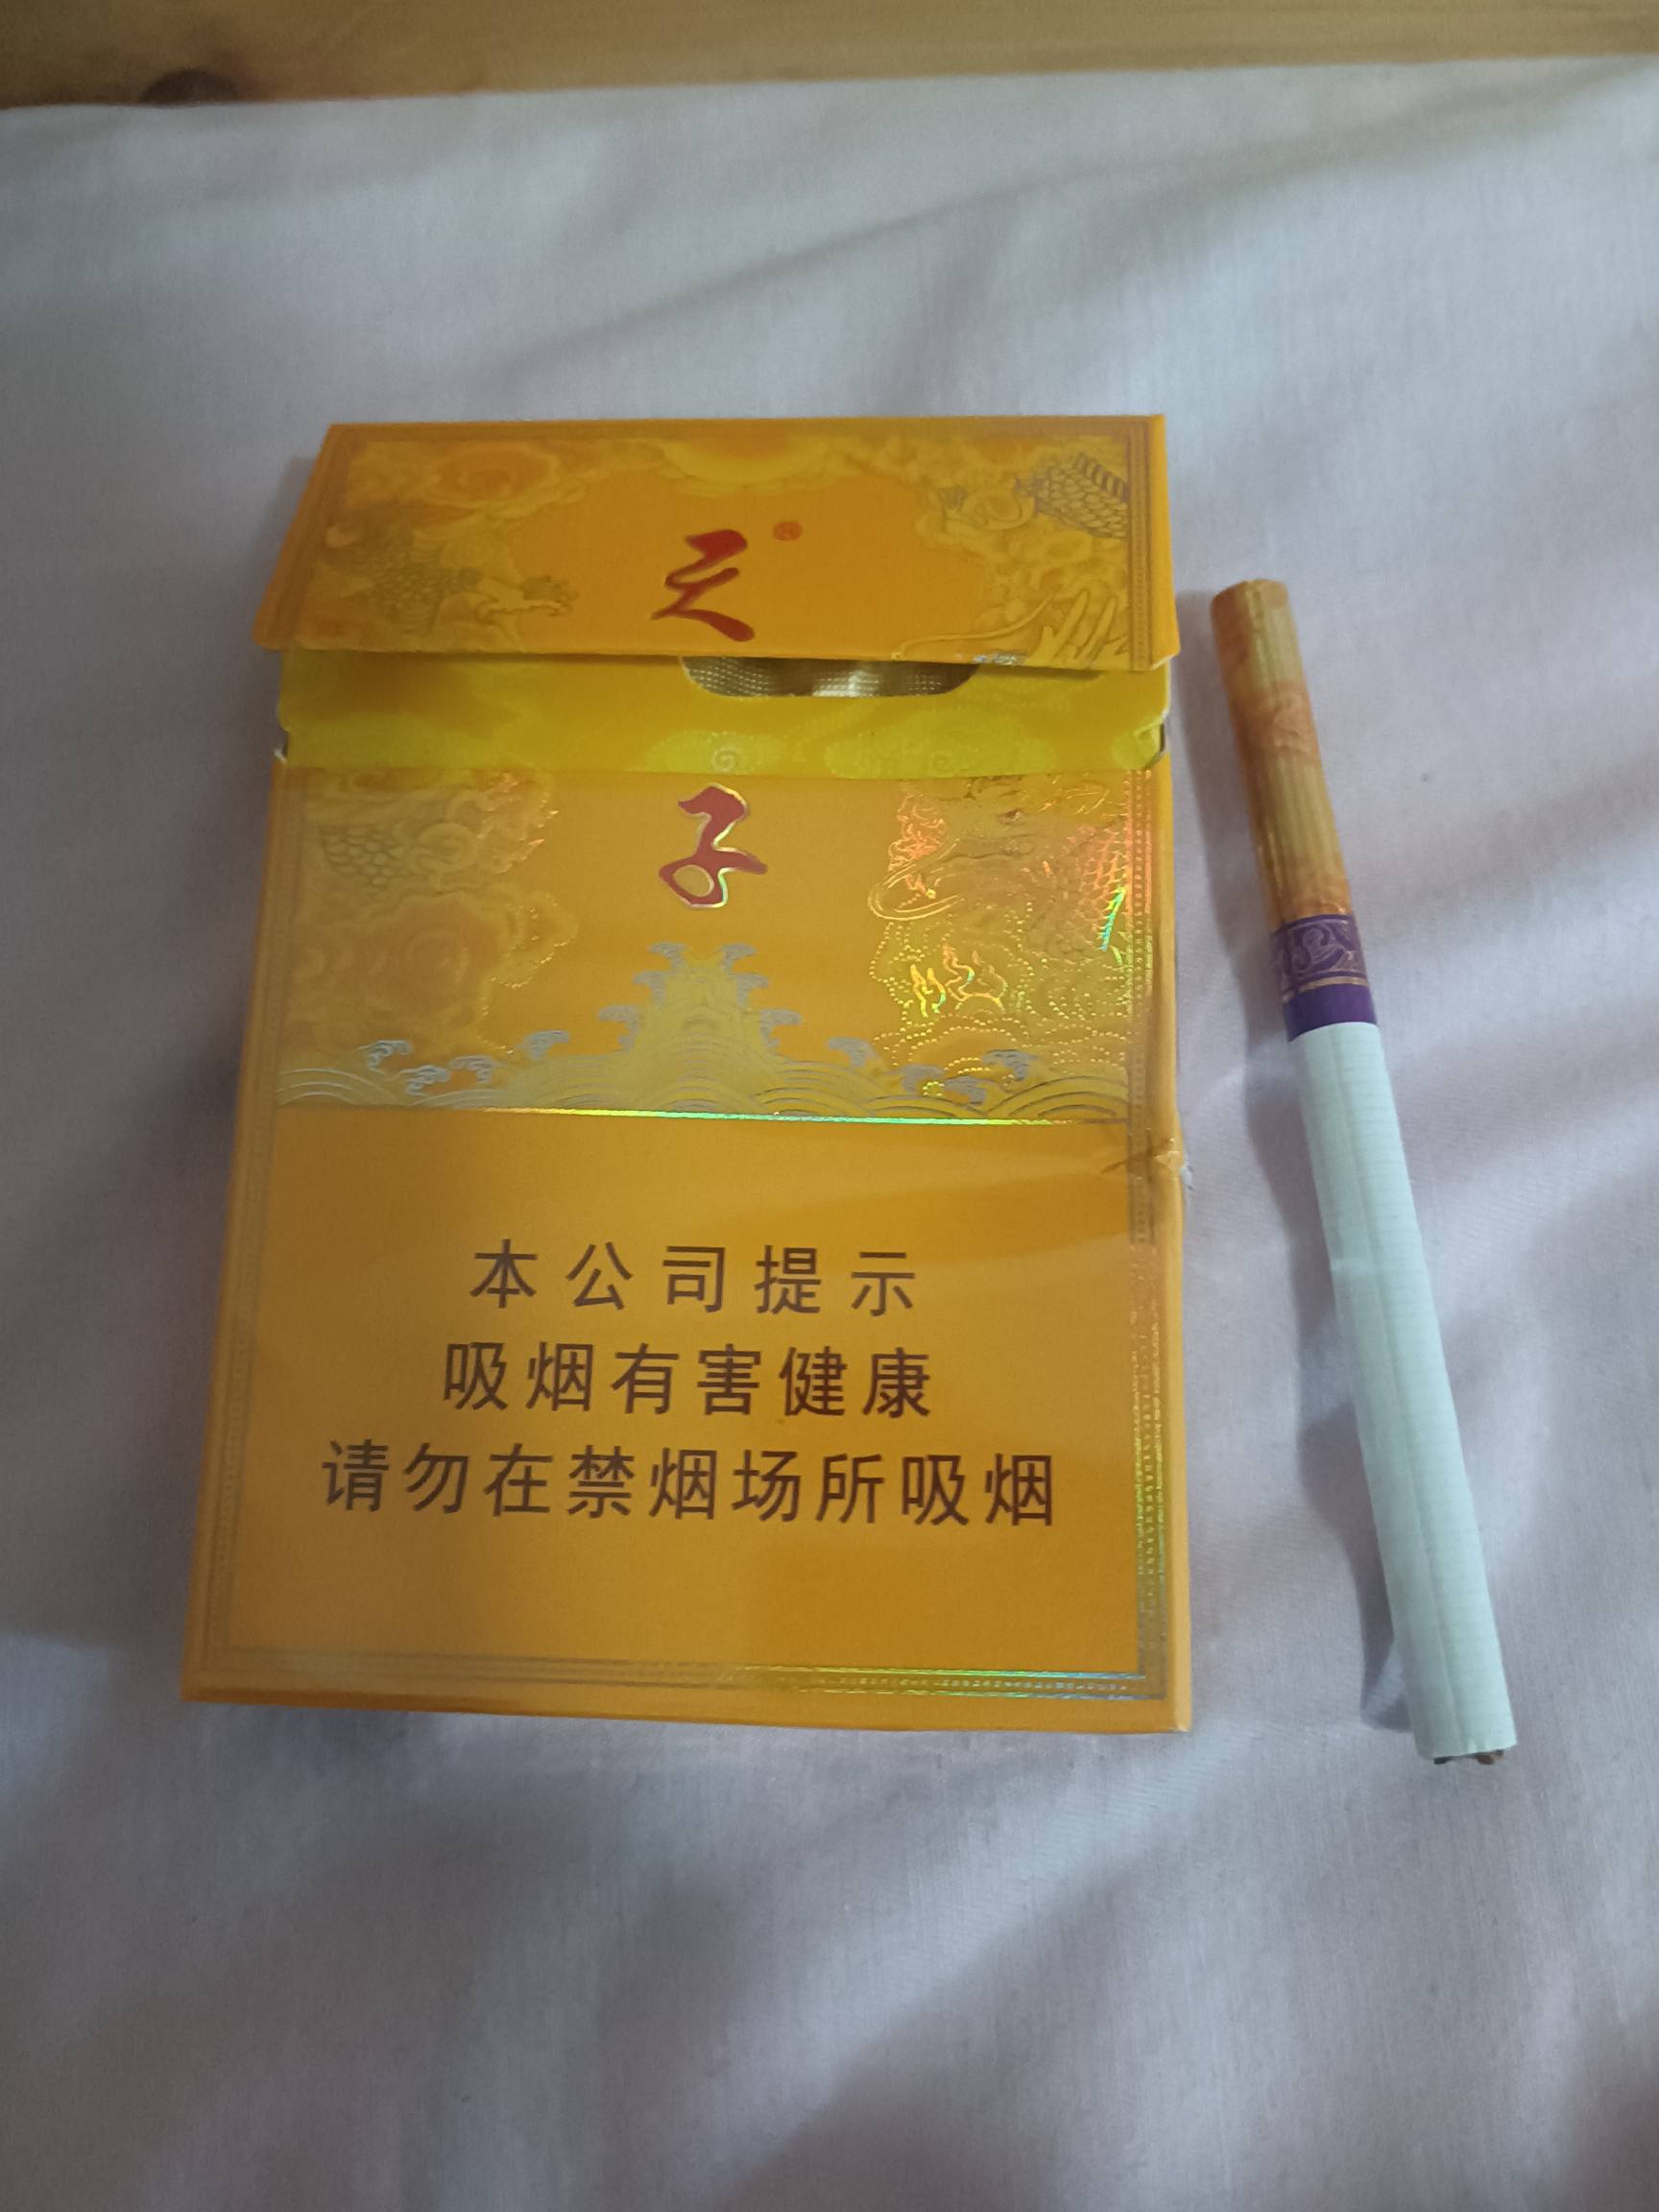 天®
子
本公司提示
吸烟有害健康
请勿在禁烟场所吸烟